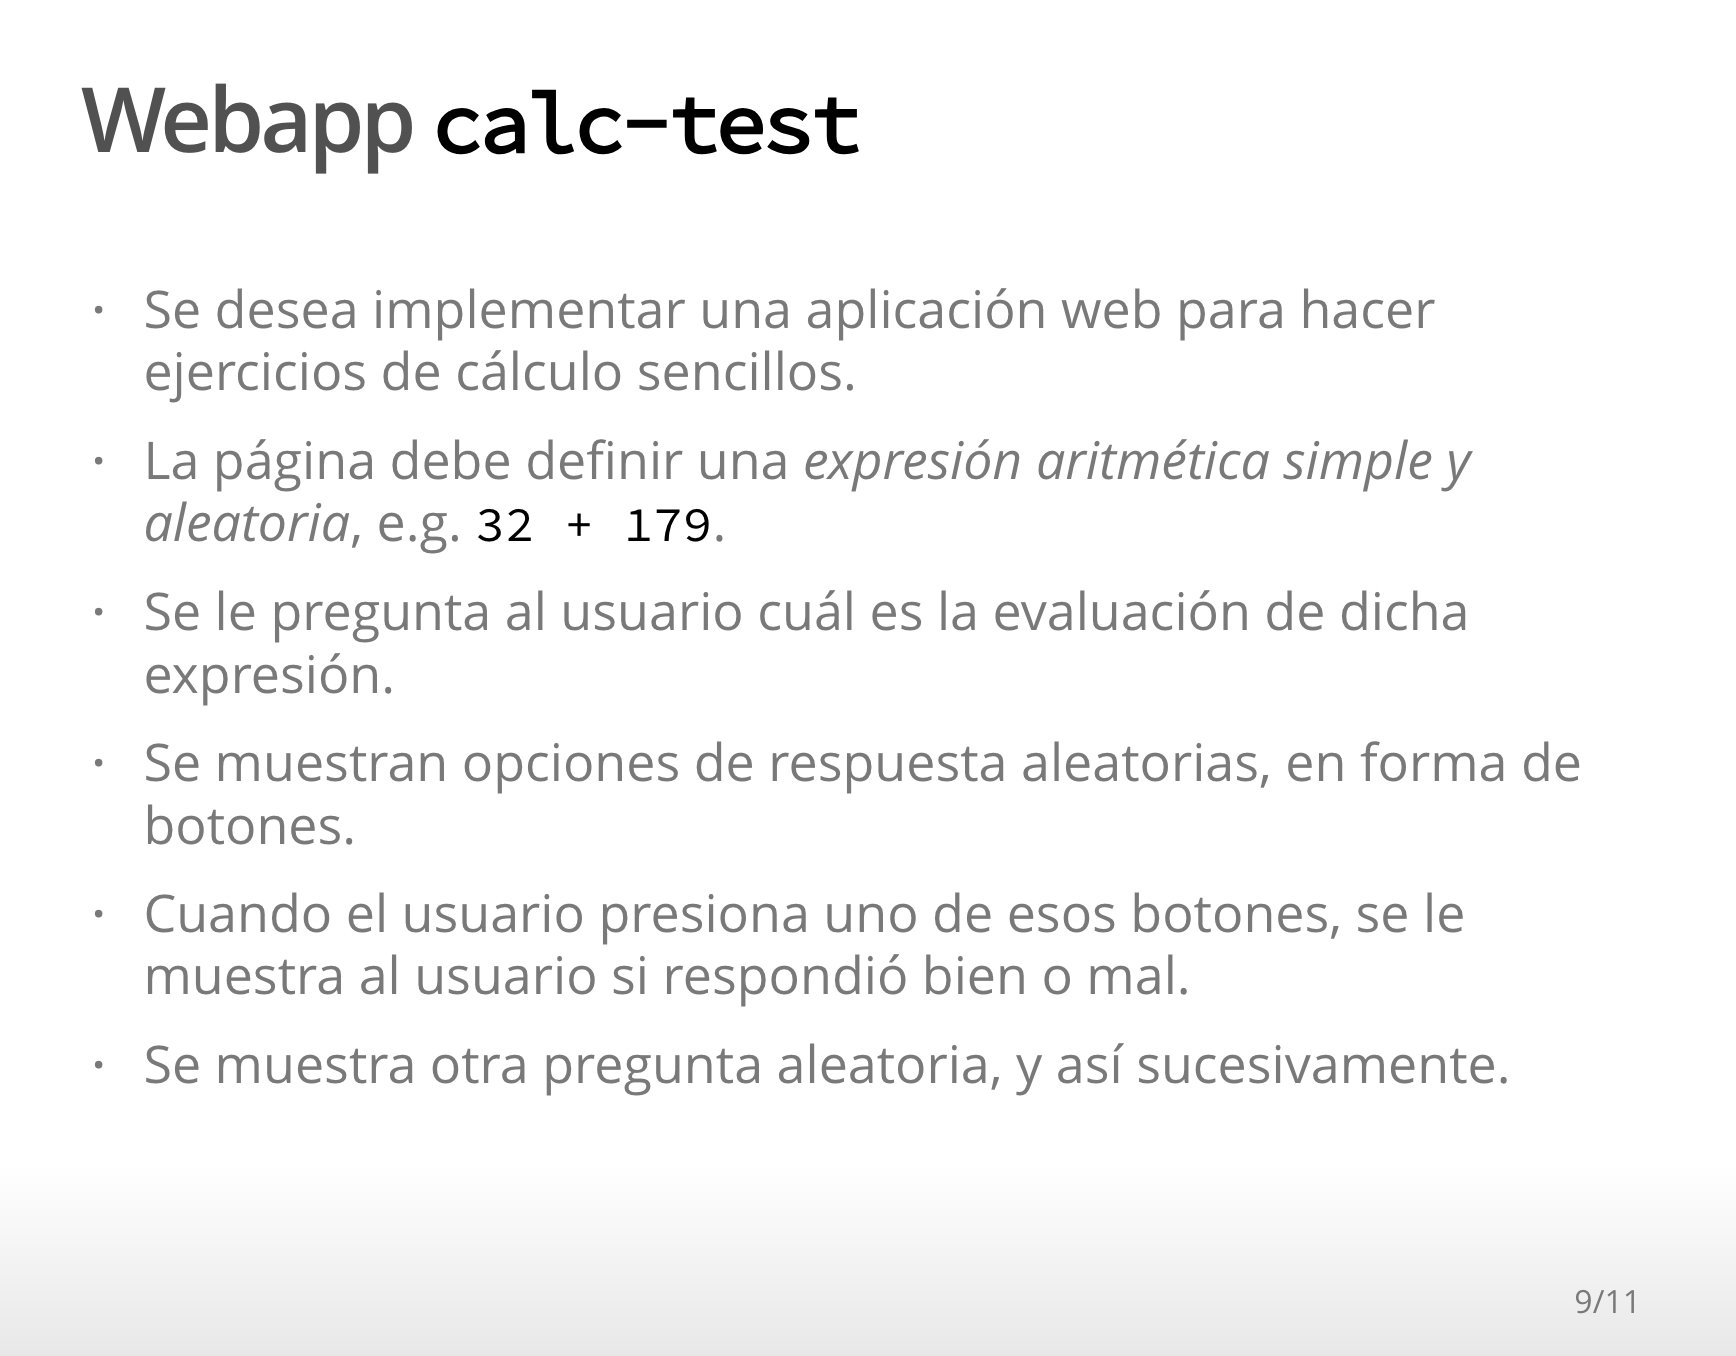 Webapp calc-test
· Se desea implementar una aplicación web para hacer
ejercicios de cálculo sencillos.
· La página debe definir una expresión aritmética simple y
aleatoria, e.g. 32 + 179.
· Se le pregunta al usuario cuál es la evaluación de dicha
expresión.
· Se muestran opciones de respuesta aleatorias, en forma de
botones.
· Cuando el usuario presiona uno de esos botones, se le
muestra al usuario si respondió bien o mal.
· Se muestra otra pregunta aleatoria, y así sucesivamente.
9/11